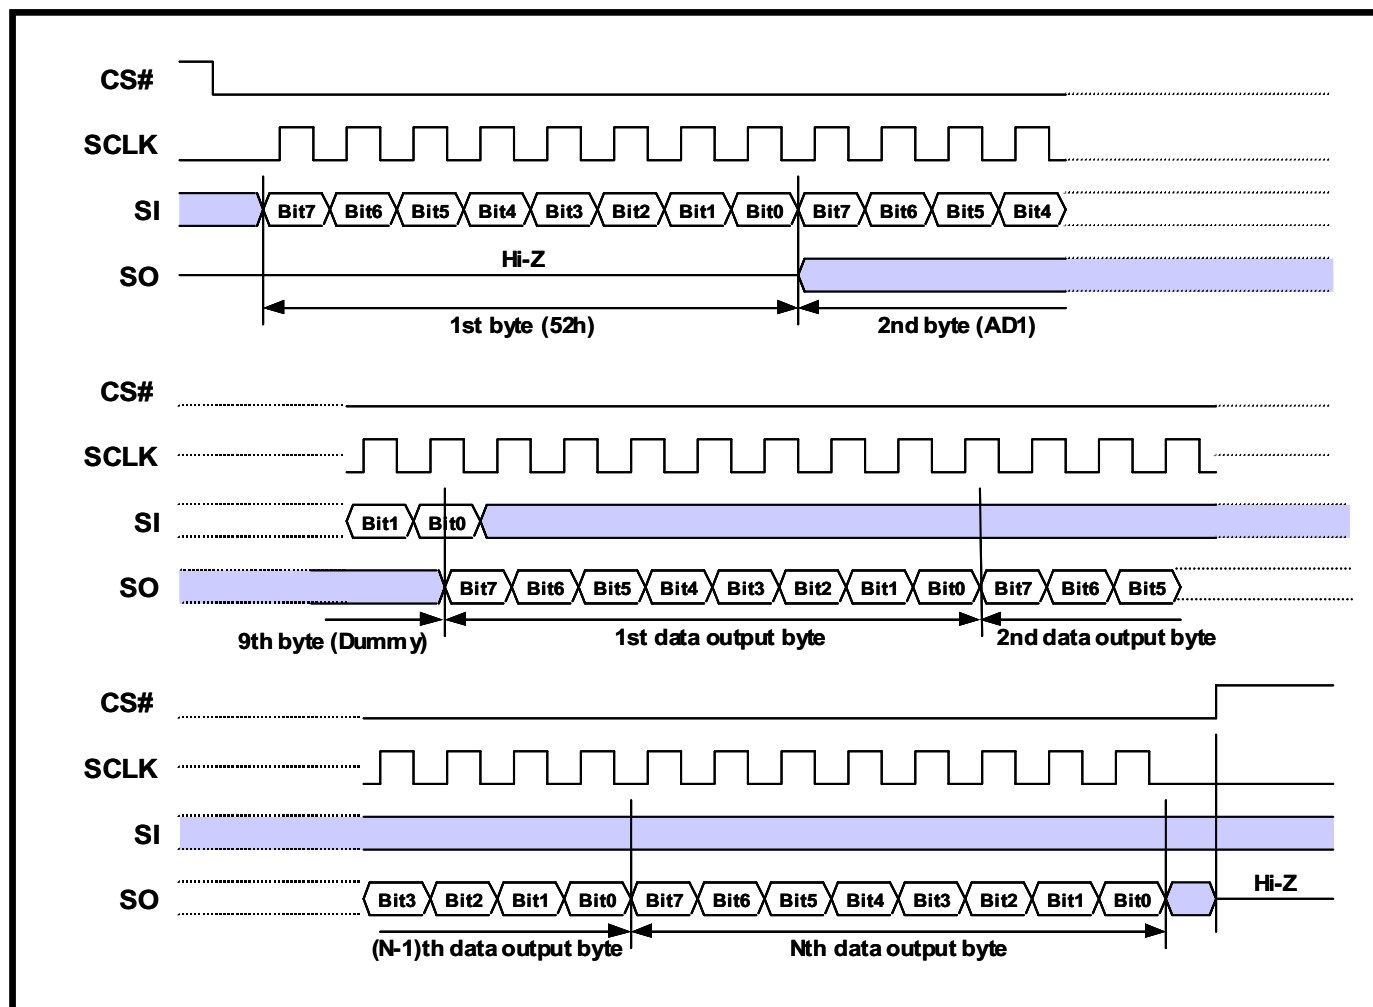 CS#
SCLK
SI Bit7 Bit6 Bit5 Bit4 Bit3 Bit2 Bit1 Bit0 Bit7 Bit6 Bit5 Bit4
Hi-Z
SO
1st byte (52h) 2nd byte (AD1)
CS#
SCLK
SI Bit1 Bit0
SO Bit7 Bit6 Bit5 Bit4 Bit3 Bit2 Bit1 Bit0 Bit7 Bit6 Bit5
9th byte (Dummy) 1st data output byte 2nd data output byte
CS#
SCLK
SI
SO Bit3 Bit2 Bit1 Bit0 Bit7 Bit6 Bit5 Bit4 Bit3 Bit2 Bit1 Bit0 Hi-Z
(N-1)th data output byte Nth data output byte